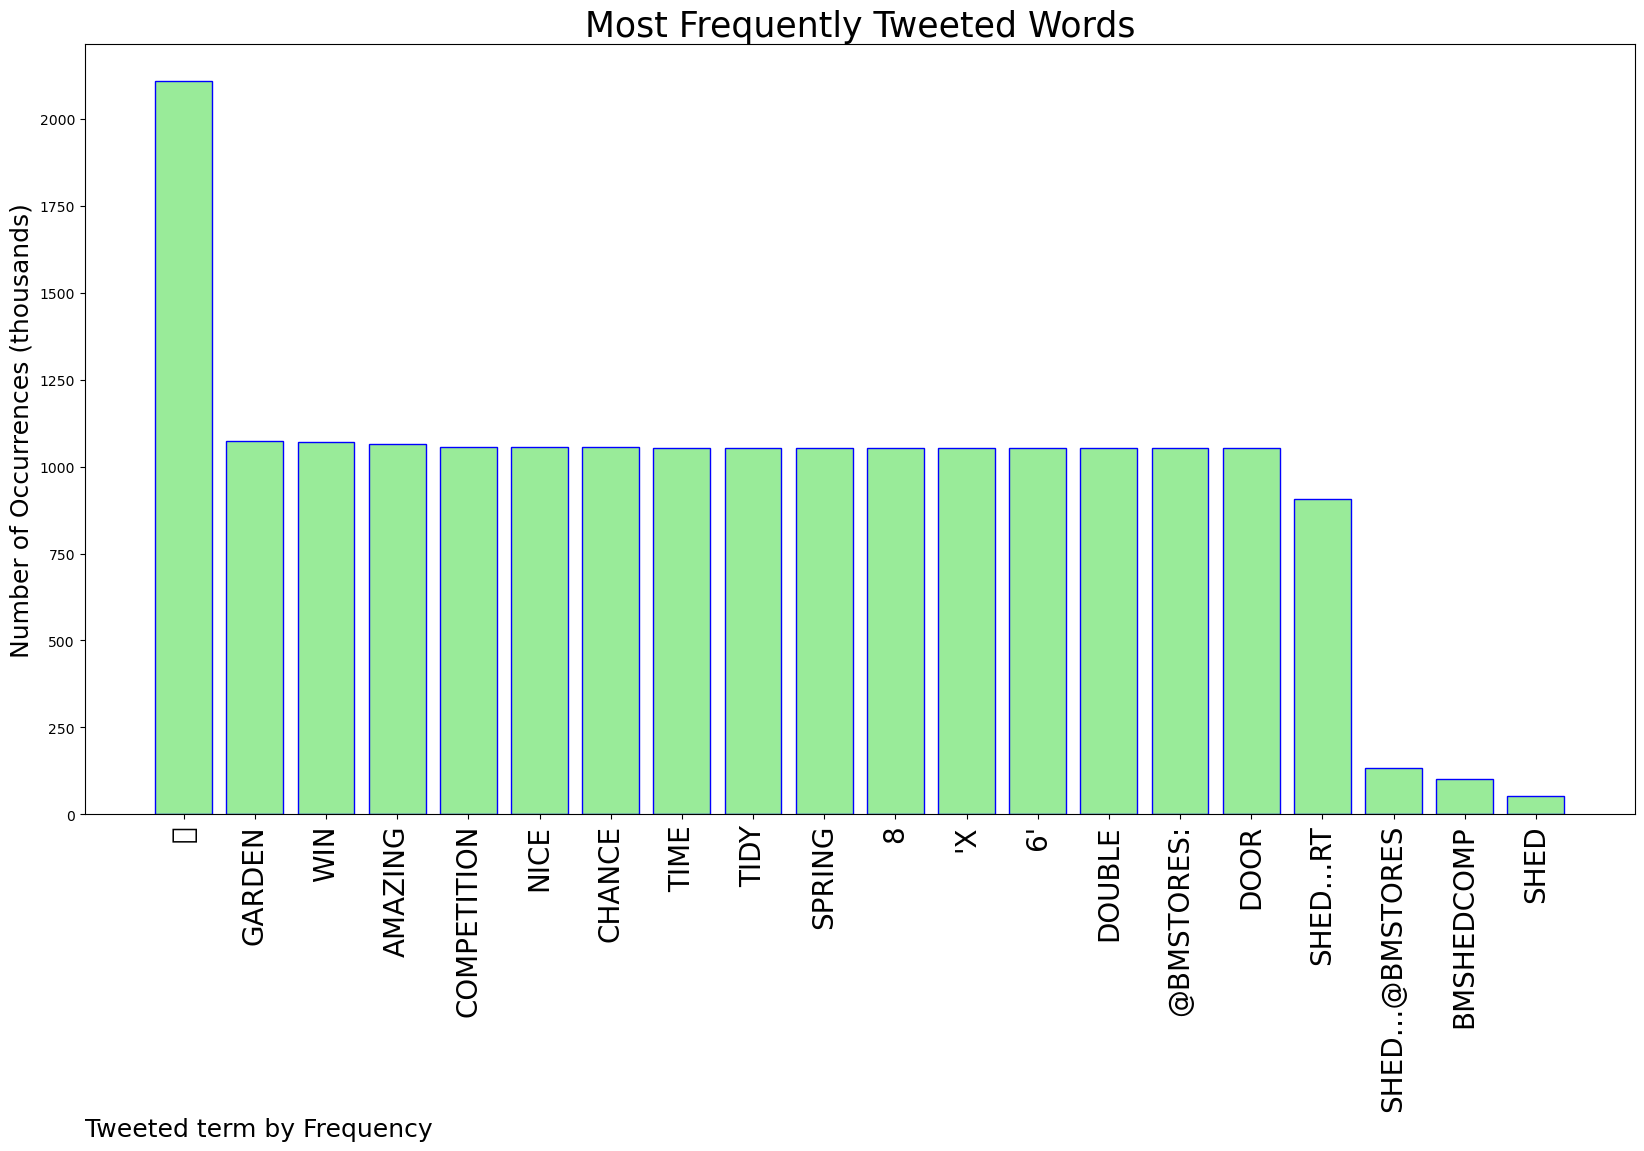 Most Frequently Tweeted Words
Number of Occurrences (thousands)
2000
1750
1500
1250
1000
750
500
250
0
GARDEN
WIN
AMAZING
COMPETITION
NICE
CHANCE
TIME
TIDY
SPRING
8
'X
6'
DOUBLE
@BMSTORES:
DOOR
SHED...RT
SHED...@BMSTORES
BMSHEDCOMP
SHED
Tweeted term by Frequency